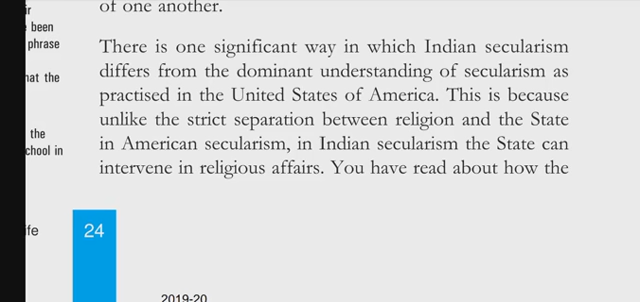 of one another.
been
phrase
hat the
the
chool in
There is one significant way in which Indian secularism
differs from the dominant understanding of secularism as
practised in the United States of America. This is because
unlike the strict separation between religion and the State
in American secularism, in Indian secularism the State can
intervene in religious affairs. You have read about how the
ife
24
2019-20